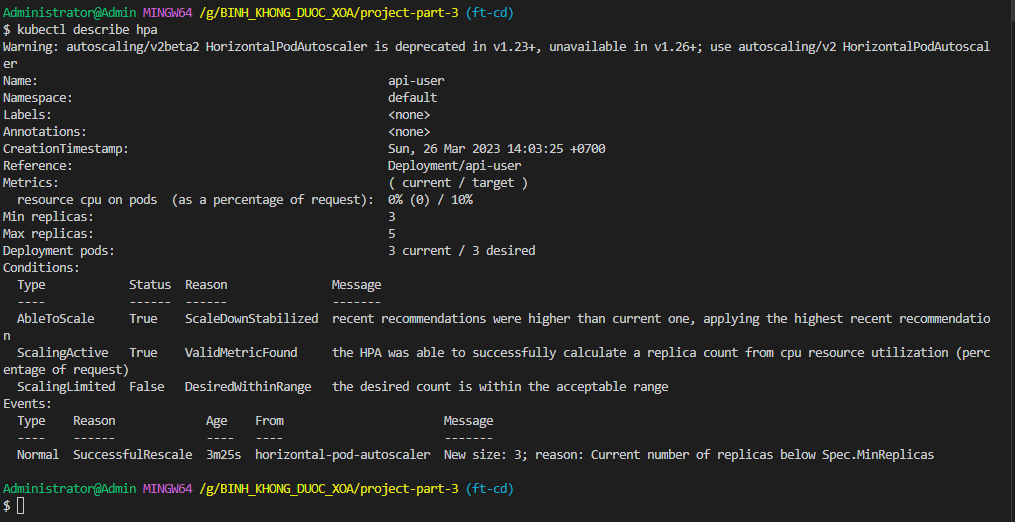 Administrator@Admin MINGW64 /g/BINH_KHONG_DUOC_XOA/project-part-3 (ft-cd)
$ kubectl describe hpa
Warning: autoscaling/v2beta2 HorizontalPodAutoscaler is deprecated in v1.23+, unavailable in v1.26+; use autoscaling/v2 HorizontalPodAutoscal
er
Name: api-user
Namespace: default
Labels: <none>
Annotations: <none>
CreationTimestamp: Sun, 26 Mar 2023 14:03:25 +0700
Reference: Deployment/api-user
Metrics: ( current / target )
  resource cpu on pods  (as a percentage of request): 0% (0) / 10%
Min replicas: 3
Max replicas: 5
Deployment pods: 3 current / 3 desired
Conditions:
  Type Status Reason Message
  ---- ------ ------ -------
  AbleToScale True ScaleDownStabilized recent recommendations were higher than current one, applying the highest recent recommendatio
n
  ScalingActive True ValidMetricFound the HPA was able to successfully calculate a replica count from cpu resource utilization (perc
entage of request)
  ScalingLimited False DesiredWithinRange the desired count is within the acceptable range
Events:
  Type Reason Age From Message
  ---- ------ ---- ---- -------
  Normal SuccessfulRescale 3m25s horizontal-pod-autoscaler New size: 3; reason: Current number of replicas below Spec.MinReplicas
Administrator@Admin MINGW64 /g/BINH_KHONG_DUOC_XOA/project-part-3 (ft-cd)
$